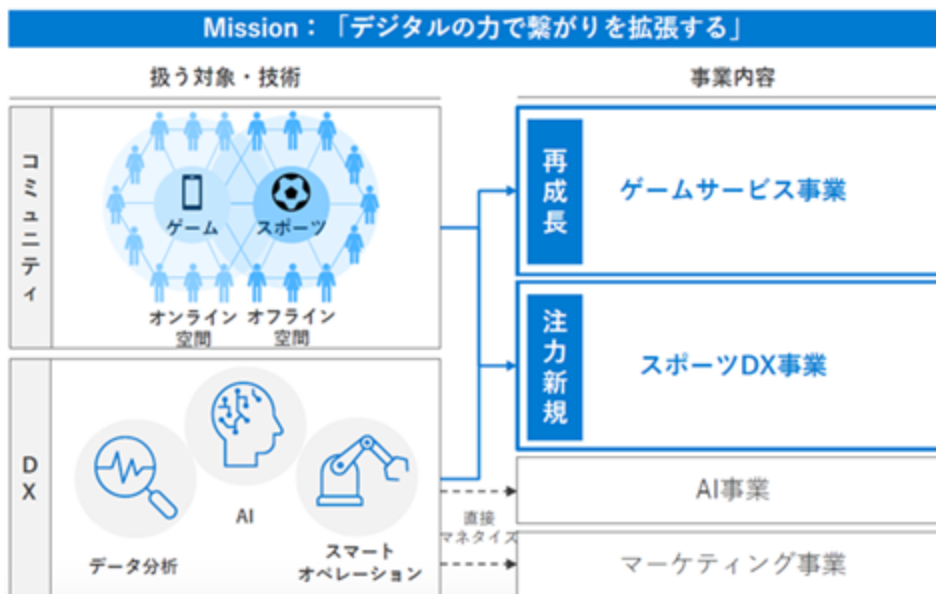 Mission：「デジタルの力で繋がりを拡張する」
扱う対象・技術
事業内容
コミュニティ
ゲーム
スポーツ
オンライン
空間
オフライン
空間
DX
データ分析
AI
スマート
オペレーション
直接
マネタイズ
再成長
ゲームサービス事業
注力新規
スポーツDX事業
AI事業
マーケティング事業